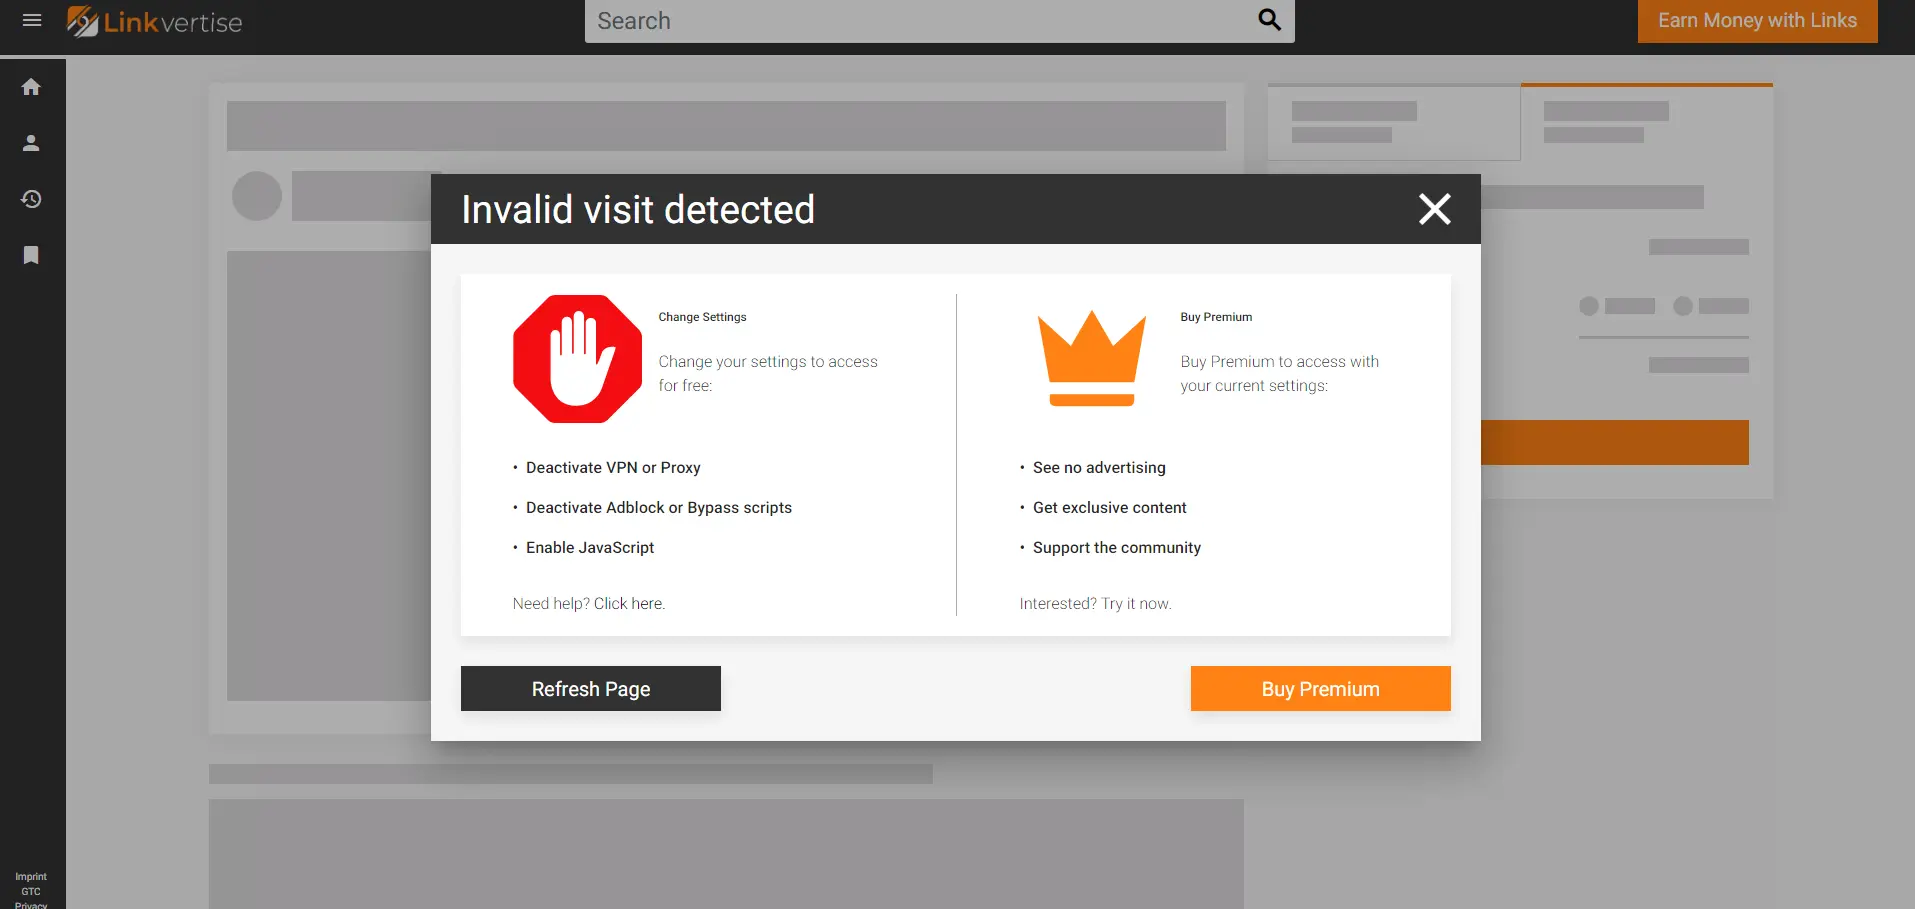 Linkvertise
Search
Earn Money with Links
Invalid visit detected
Change Settings
Change your settings to access
for free:
• Deactivate VPN or Proxy
• Deactivate Adblock or Bypass scripts
• Enable JavaScript
Need help? Click here.
Buy Premium
Buy Premium to access with
your current settings:
• See no advertising
• Get exclusive content
• Support the community
Interested? Try it now.
Refresh Page
Buy Premium
Imprint
GTC
Privacy